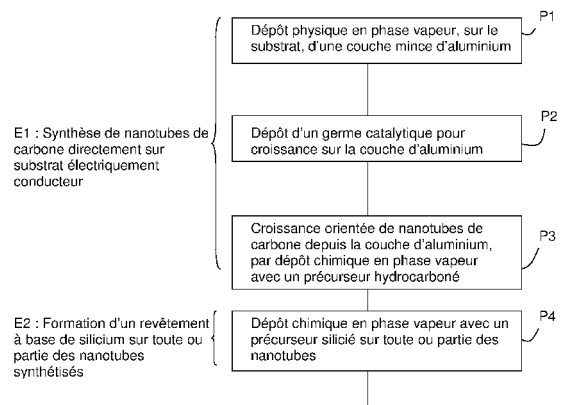 Dépôt physique en phase vapeur, sur le
substrat, d'une couche mince d'aluminium
P1
Dépôt d'un germe catalytique pour
croissance sur la couche d'aluminium
P2
E1 : Synthèse de nanotubes de
carbone directement sur
substrat électriquement
conducteur
Croissance orientée de nanotubes de
carbone depuis la couche d'aluminium,
par dépôt chimique en phase vapeur
avec un précurseur hydrocarboné
P3
E2 : Formation d'un revêtement
à base de silicium sur toute ou
partie des nanotubes
synthétisés
Dépôt chimique en phase vapeur avec un
précurseur silicié sur toute ou partie des
nanotubes
P4